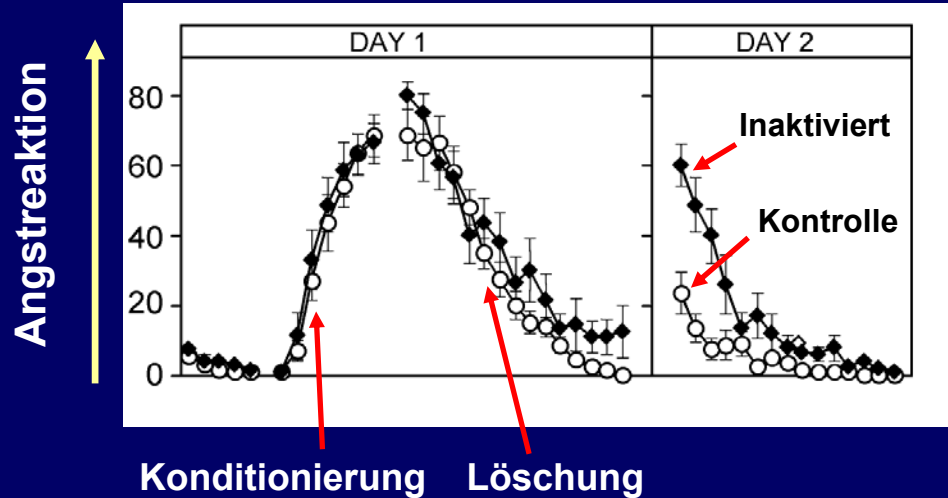 Angstreaktion
DAY 1
DAY 2
80
60
40
20
0
Inaktiviert
Kontrolle
Konditionierung
Löschung